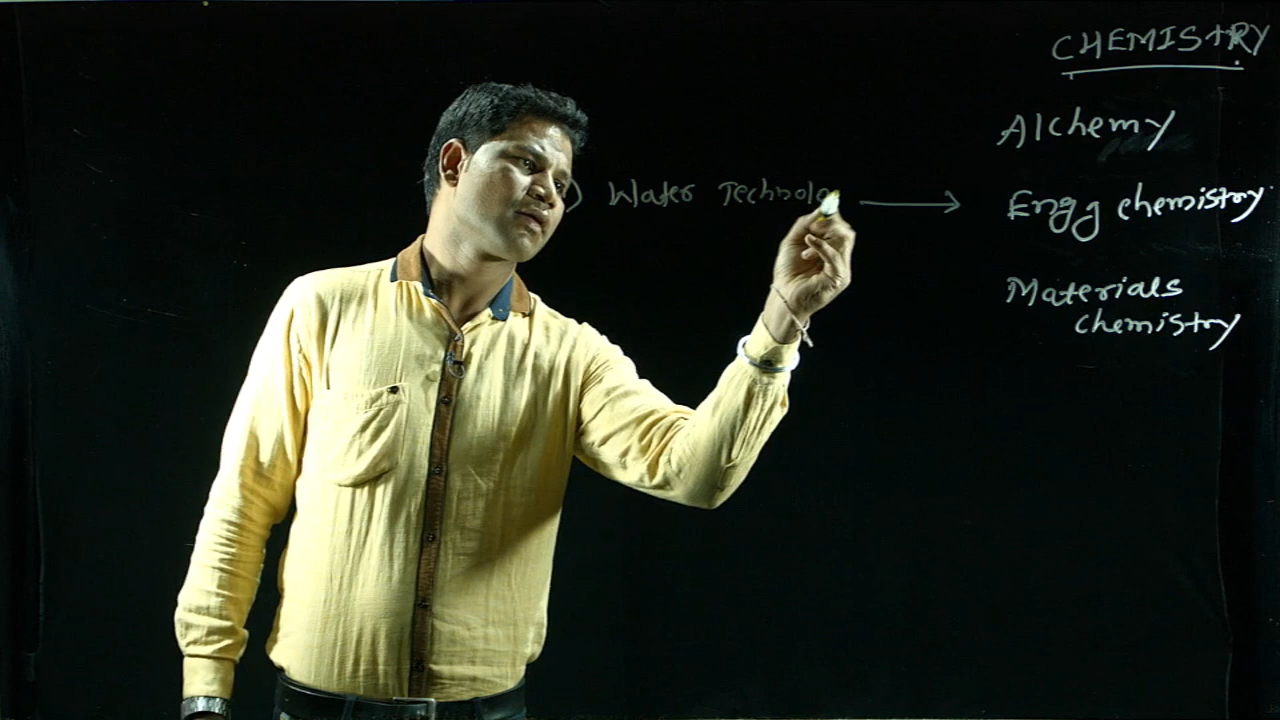 CHEMISTRY
Alchemy
) Water Technolo → Engg chemistry
Materials
chemistry